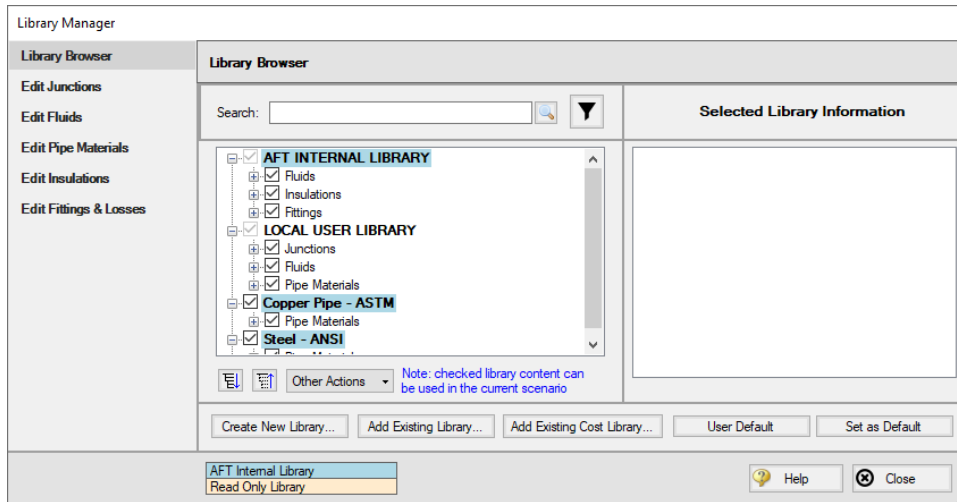 Library Manager
Library Browser
Edit Junctions
Edit Fluids
Edit Pipe Materials
Edit Insulations
Edit Fittings & Losses
Library Browser
Search:
Selected Library Information
AFT INTERNAL LIBRARY
Fluids
Insulations
Fittings
LOCAL USER LIBRARY
Junctions
Fluids
Pipe Materials
Copper Pipe - ASTM
Pipe Materials
Steel - ANSI
Other Actions
Note: checked library content can
be used in the current scenario
Create New Library...
Add Existing Library...
Add Existing Cost Library...
User Default
Set as Default
AFT Internal Library
Read Only Library
Help
Close